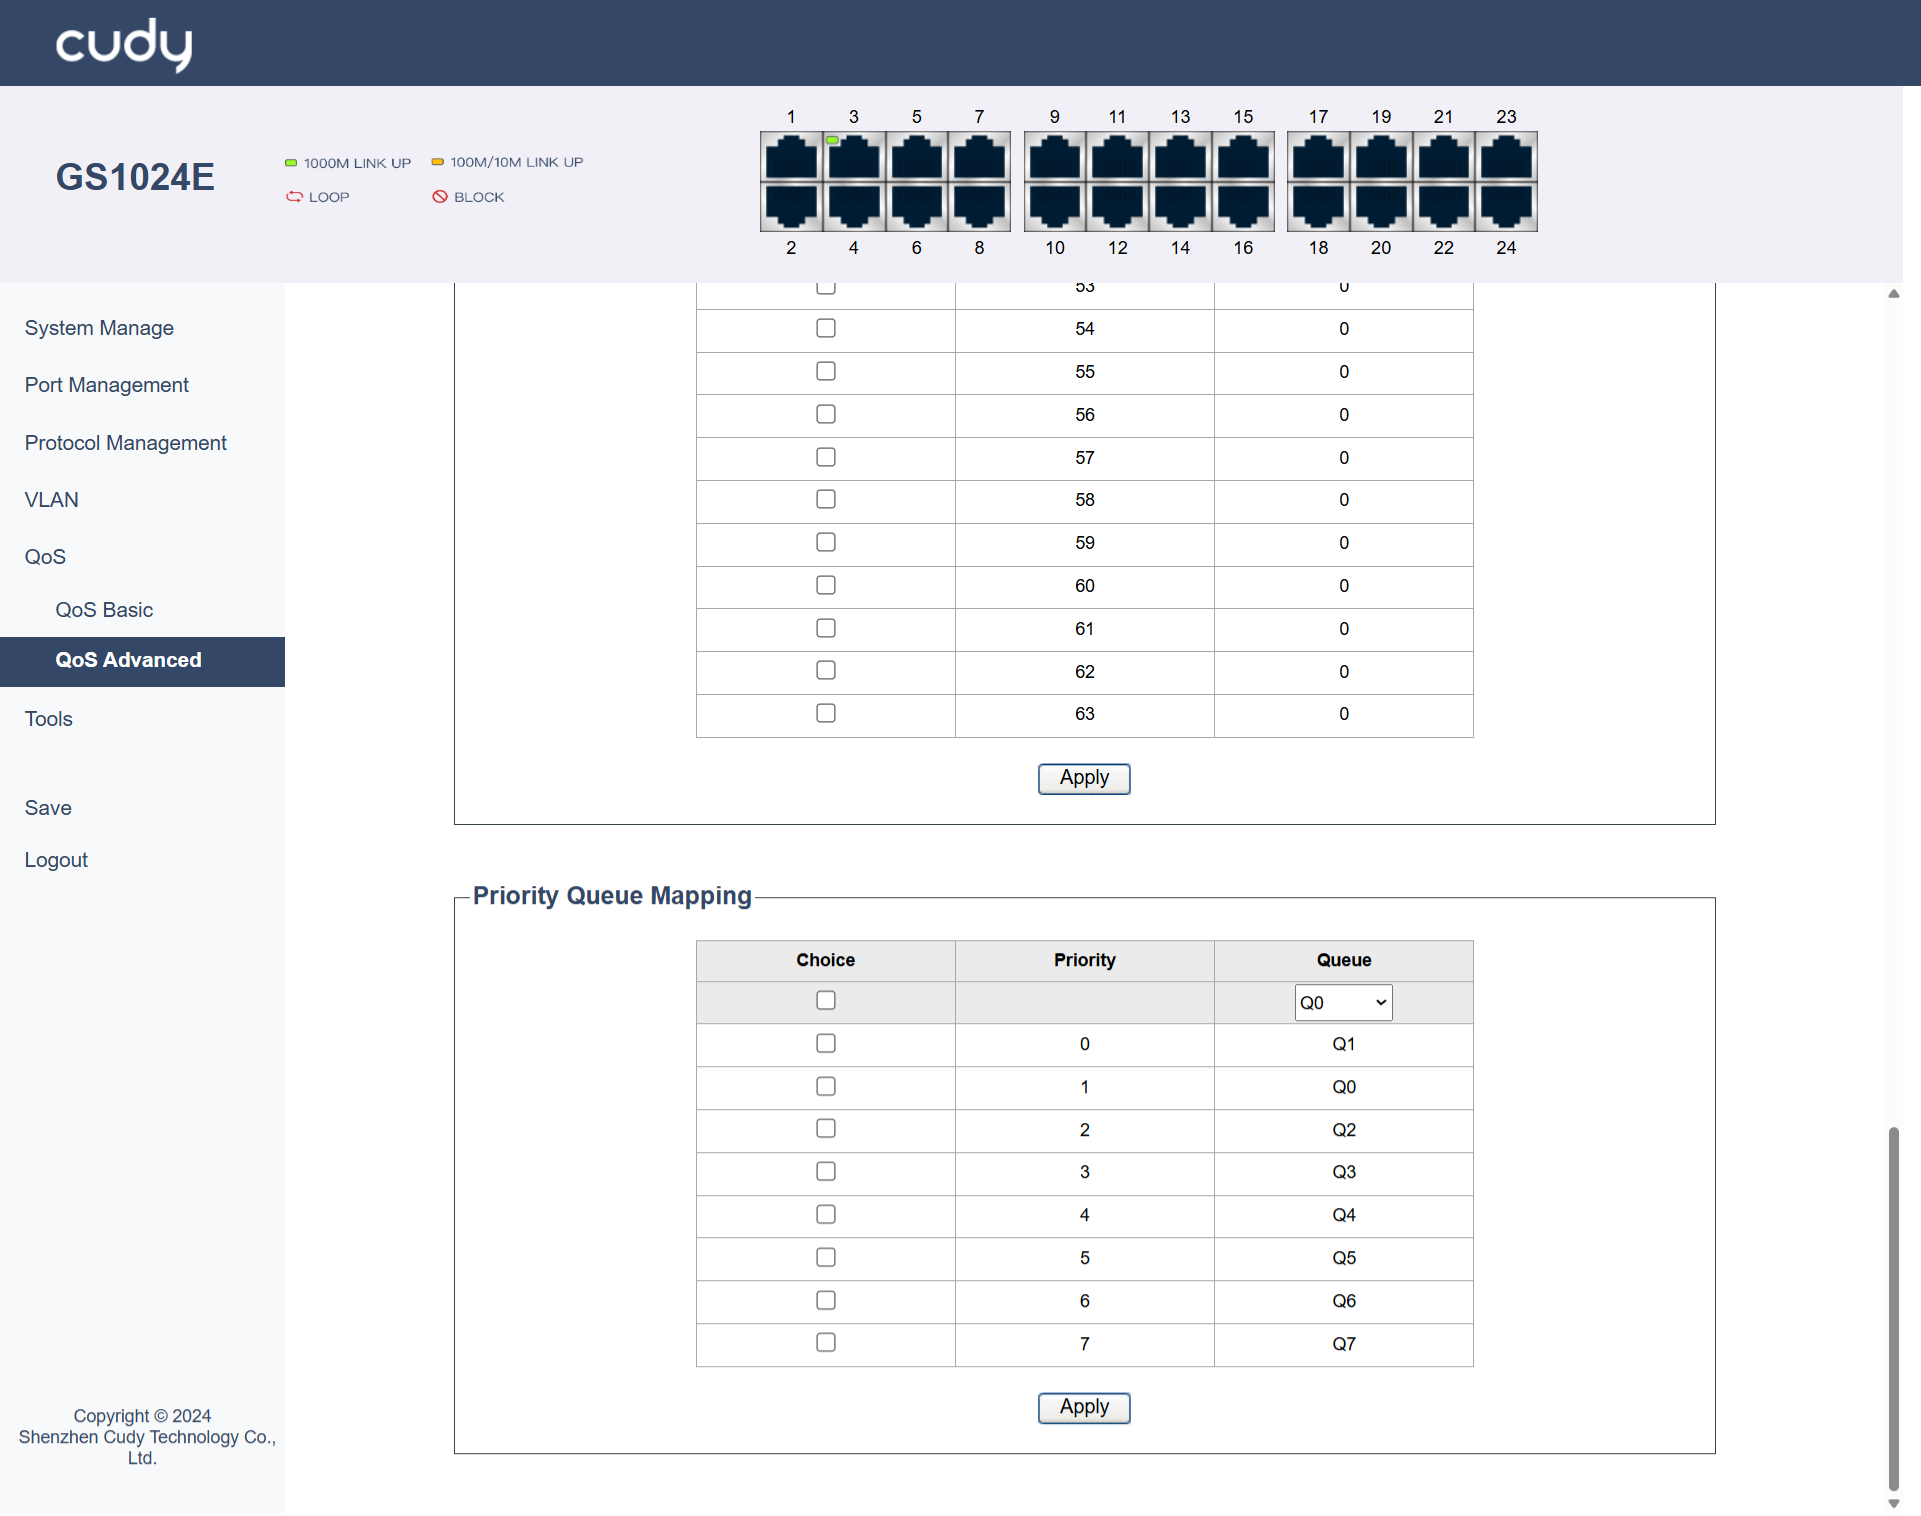 cudy
1 3 5 7 9 11 13 15 17 19 21 23
GS1024E
1000M LINK UP 100M/10M LINK UP
LOOP BLOCK
2 4 6 8 10 12 14 16 18 20 22 24
System Manage
Port Management
Protocol Management
VLAN
QoS
QoS Basic
QoS Advanced
Tools
Save
Logout
Copyright © 2024
Shenzhen Cudy Technology Co.,
Ltd.
53 0
54 0
55 0
56 0
57 0
58 0
59 0
60 0
61 0
62 0
63 0
Apply
Priority Queue Mapping
Choice Priority Queue
Q0
0 Q1
1 Q0
2 Q2
3 Q3
4 Q4
5 Q5
6 Q6
7 Q7
Apply